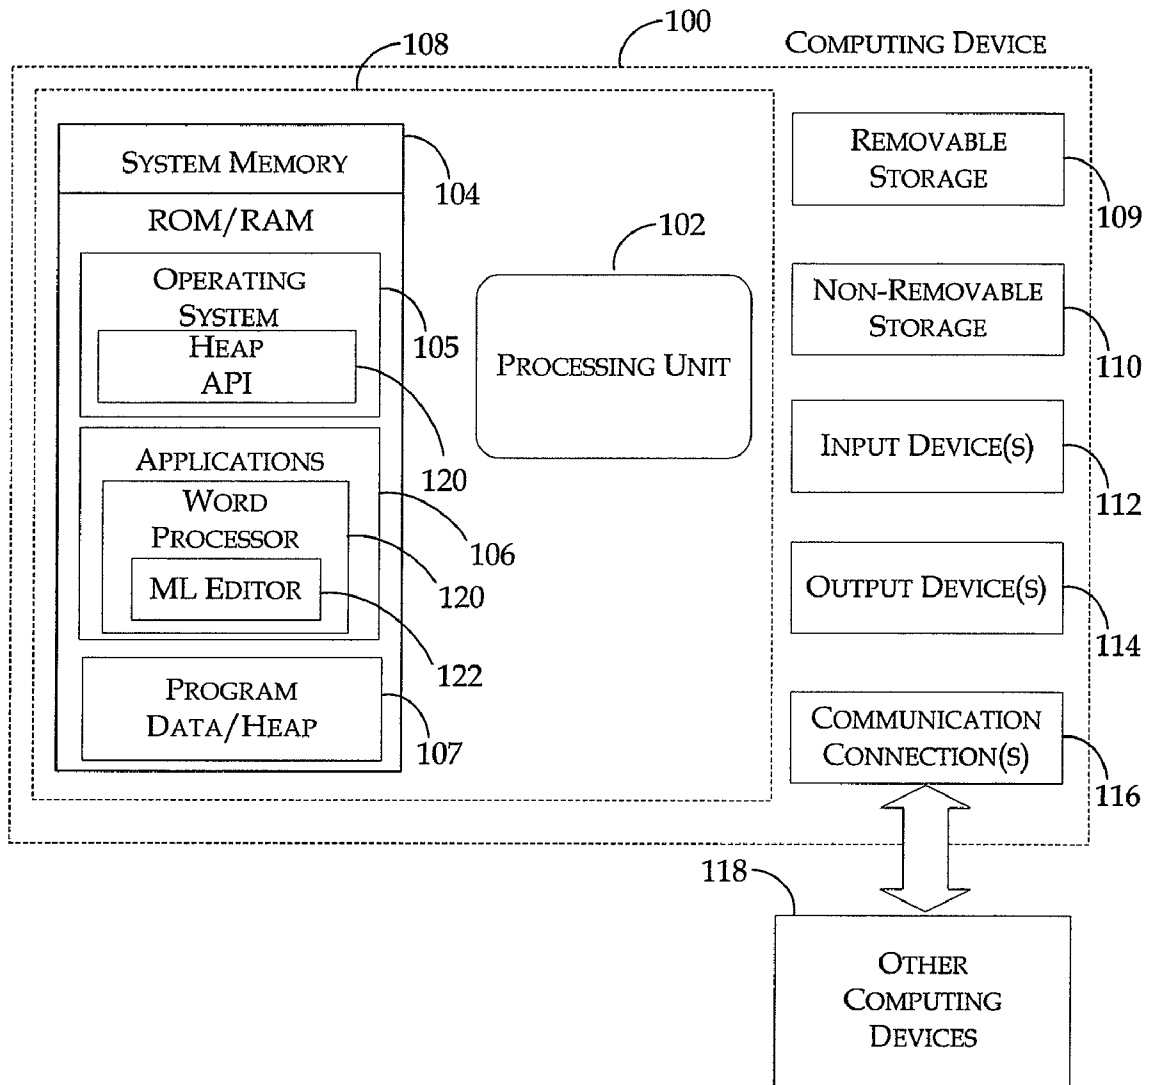 100
COMPUTING DEVICE
108
SYSTEM MEMORY
104
ROM/RAM
OPERATING
SYSTEM
105
HEAP
API
120
APPLICATIONS
106
WORD
PROCESSOR
120
ML EDITOR
122
PROGRAM
DATA/HEAP
107
102
PROCESSING UNIT
REMOVABLE
STORAGE
109
NON-REMOVABLE
STORAGE
110
INPUT DEVICE(S)
112
OUTPUT DEVICE(S)
114
COMMUNICATION
CONNECTION(S)
116
118
OTHER
COMPUTING
DEVICES